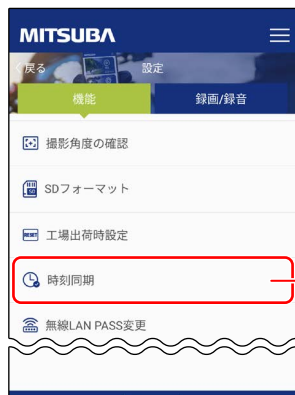 MITSUBA
戻る 設定
機能 録画/録音
撮影角度の確認
SDフォーマット
RESET 工場出荷時設定
時刻同期
無線LAN PASS変更